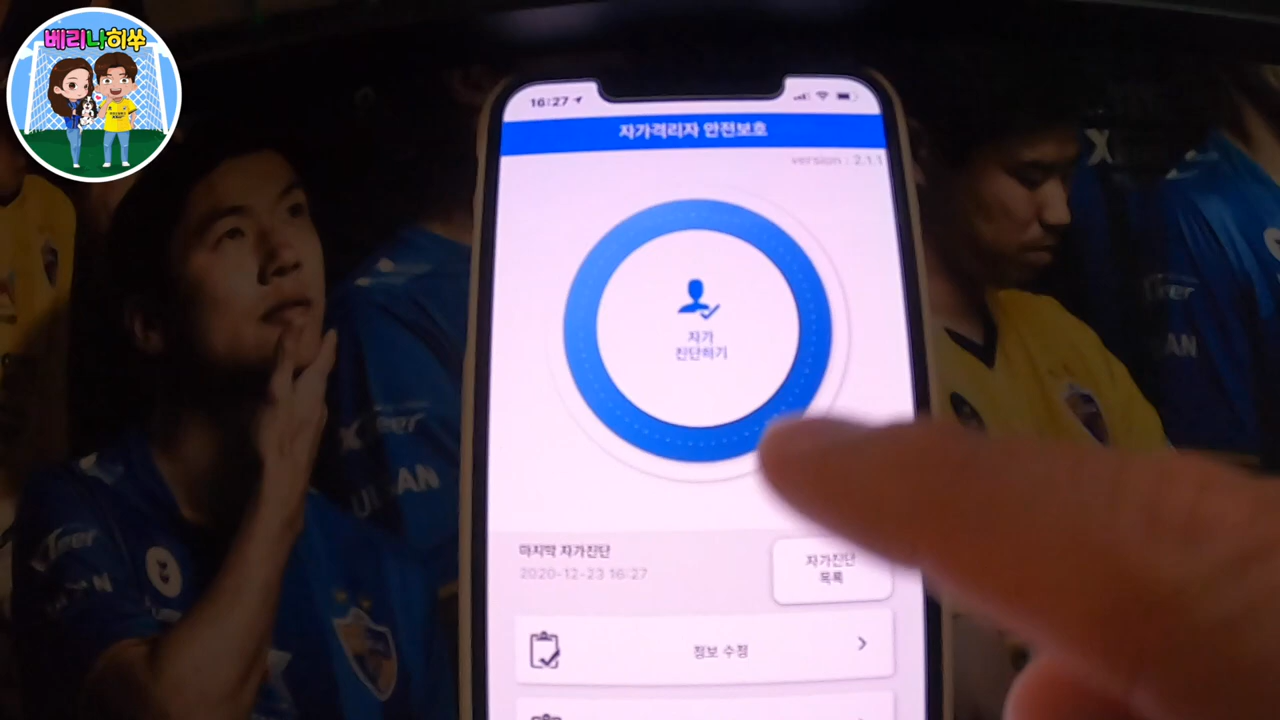 베리나히쑤
16:27
자가격리자 안전보호
version : 2.1.1
자가
진단하기
마지막 자가진단
2020-12-23 16:27
자가진단
목록
정보 수정
X